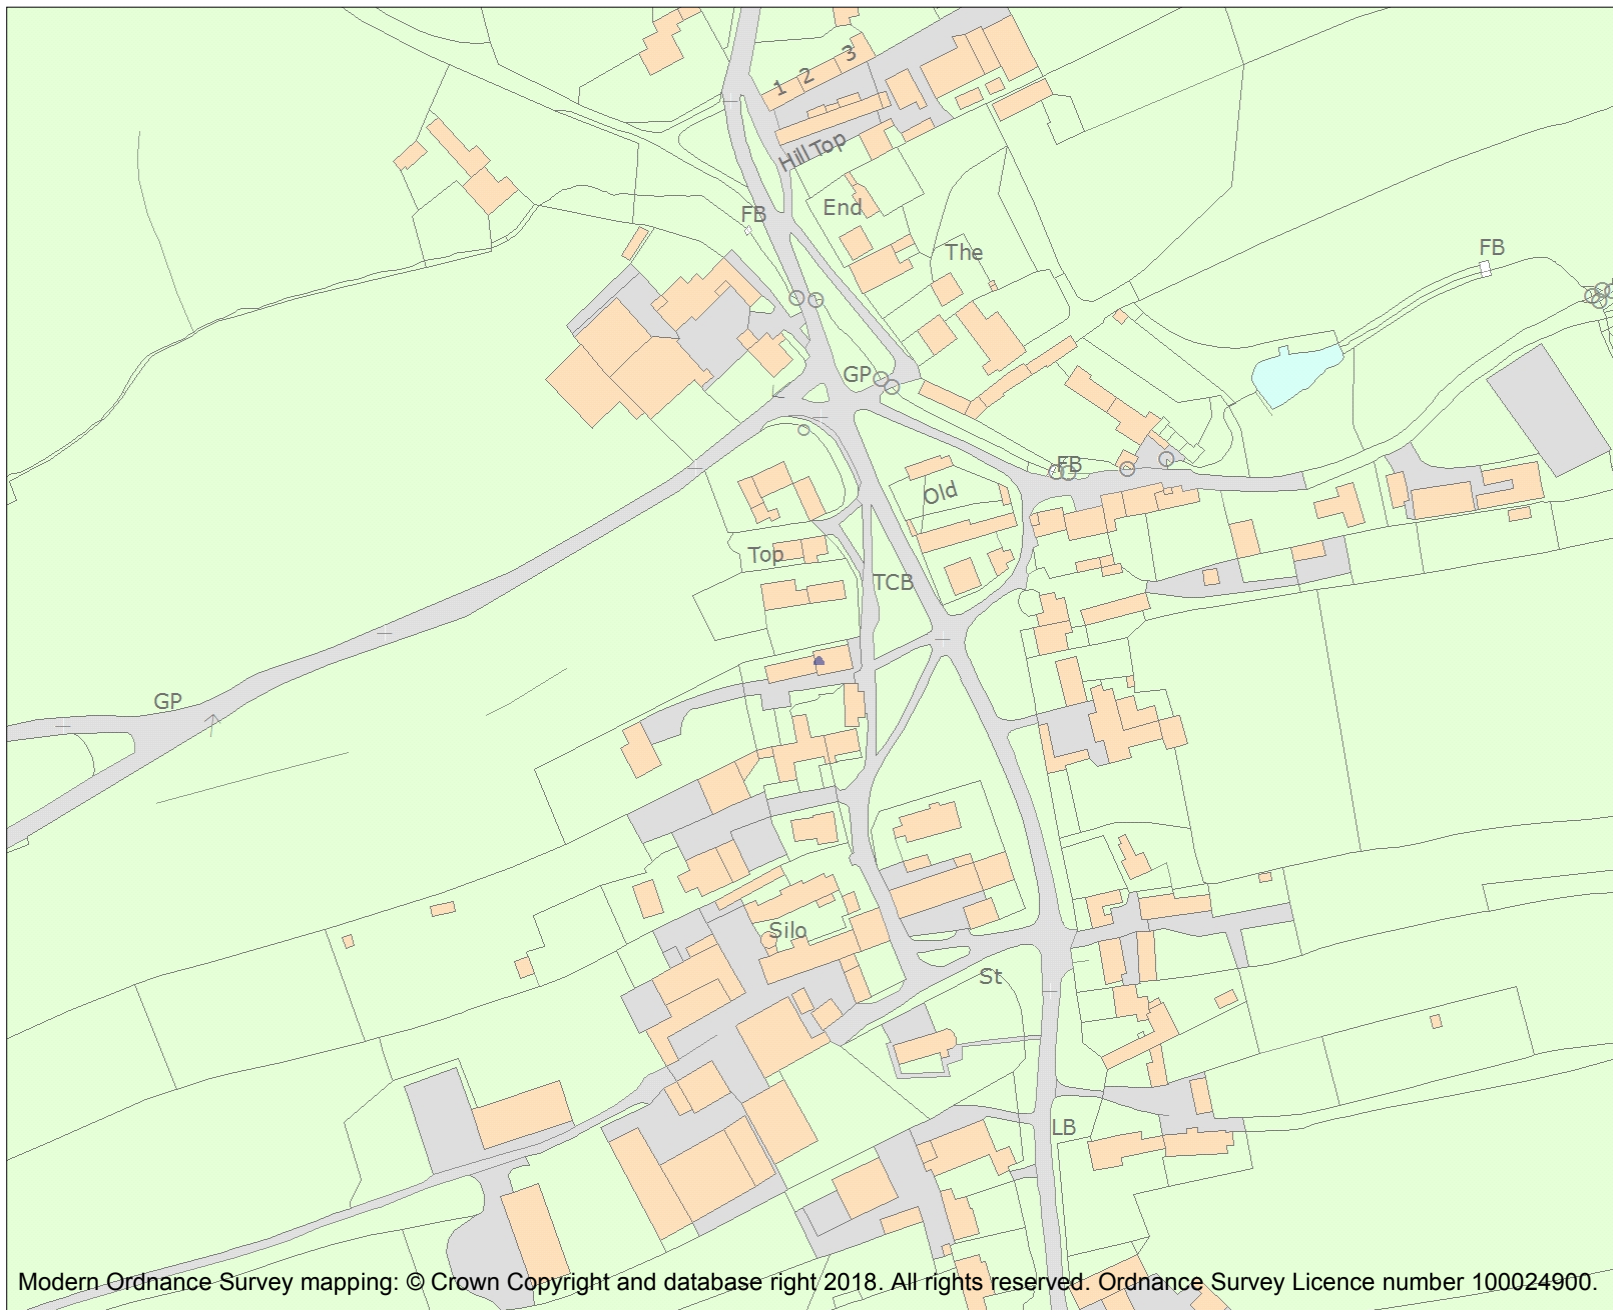 1 2 3
Hill Top
FB
End
The
FB
GP
FB
Old
Top
TCB
GP
Silo
St
LB
Modern Ordnance Survey mapping: © Crown Copyright and database right 2018. All rights reserved. Ordnance Survey Licence number 100024900.